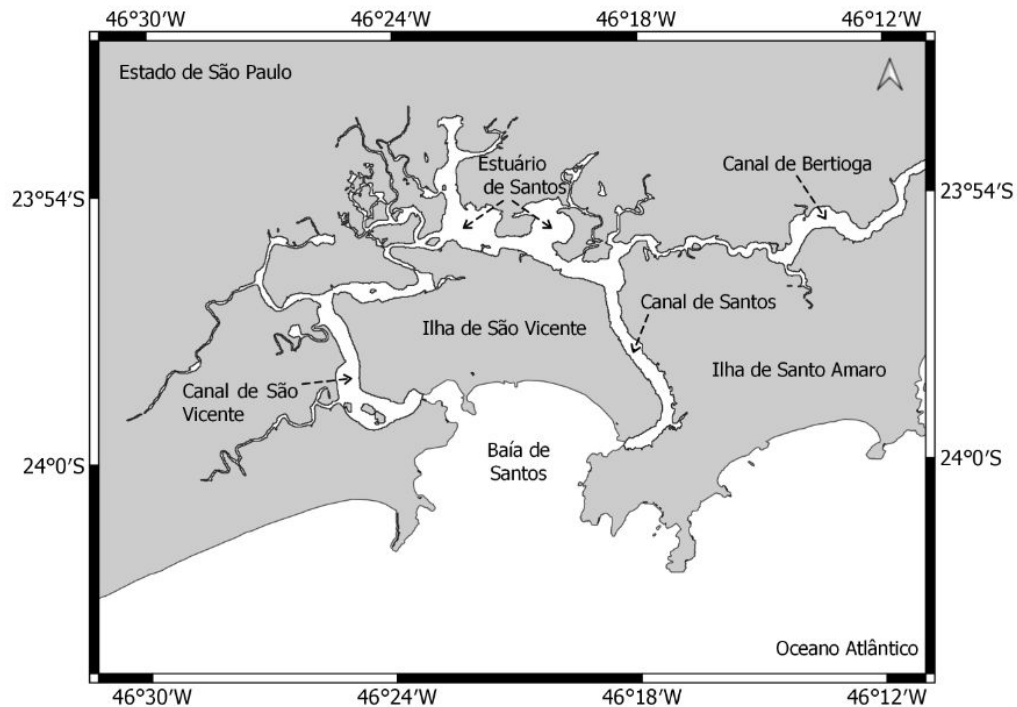 46°30′W 46°24′W 46°18′W 46°12′W
Estado de São Paulo
Estuário
de Santos
Canal de Bertioga
23°54′S
23°54′S
Canal de Santos
Ilha de São Vicente
Ilha de Santo Amaro
Canal de São
Vicente
Baía de
Santos
24°0′S
24°0′S
Oceano Atlântico
46°30′W 46°24′W 46°18′W 46°12′W